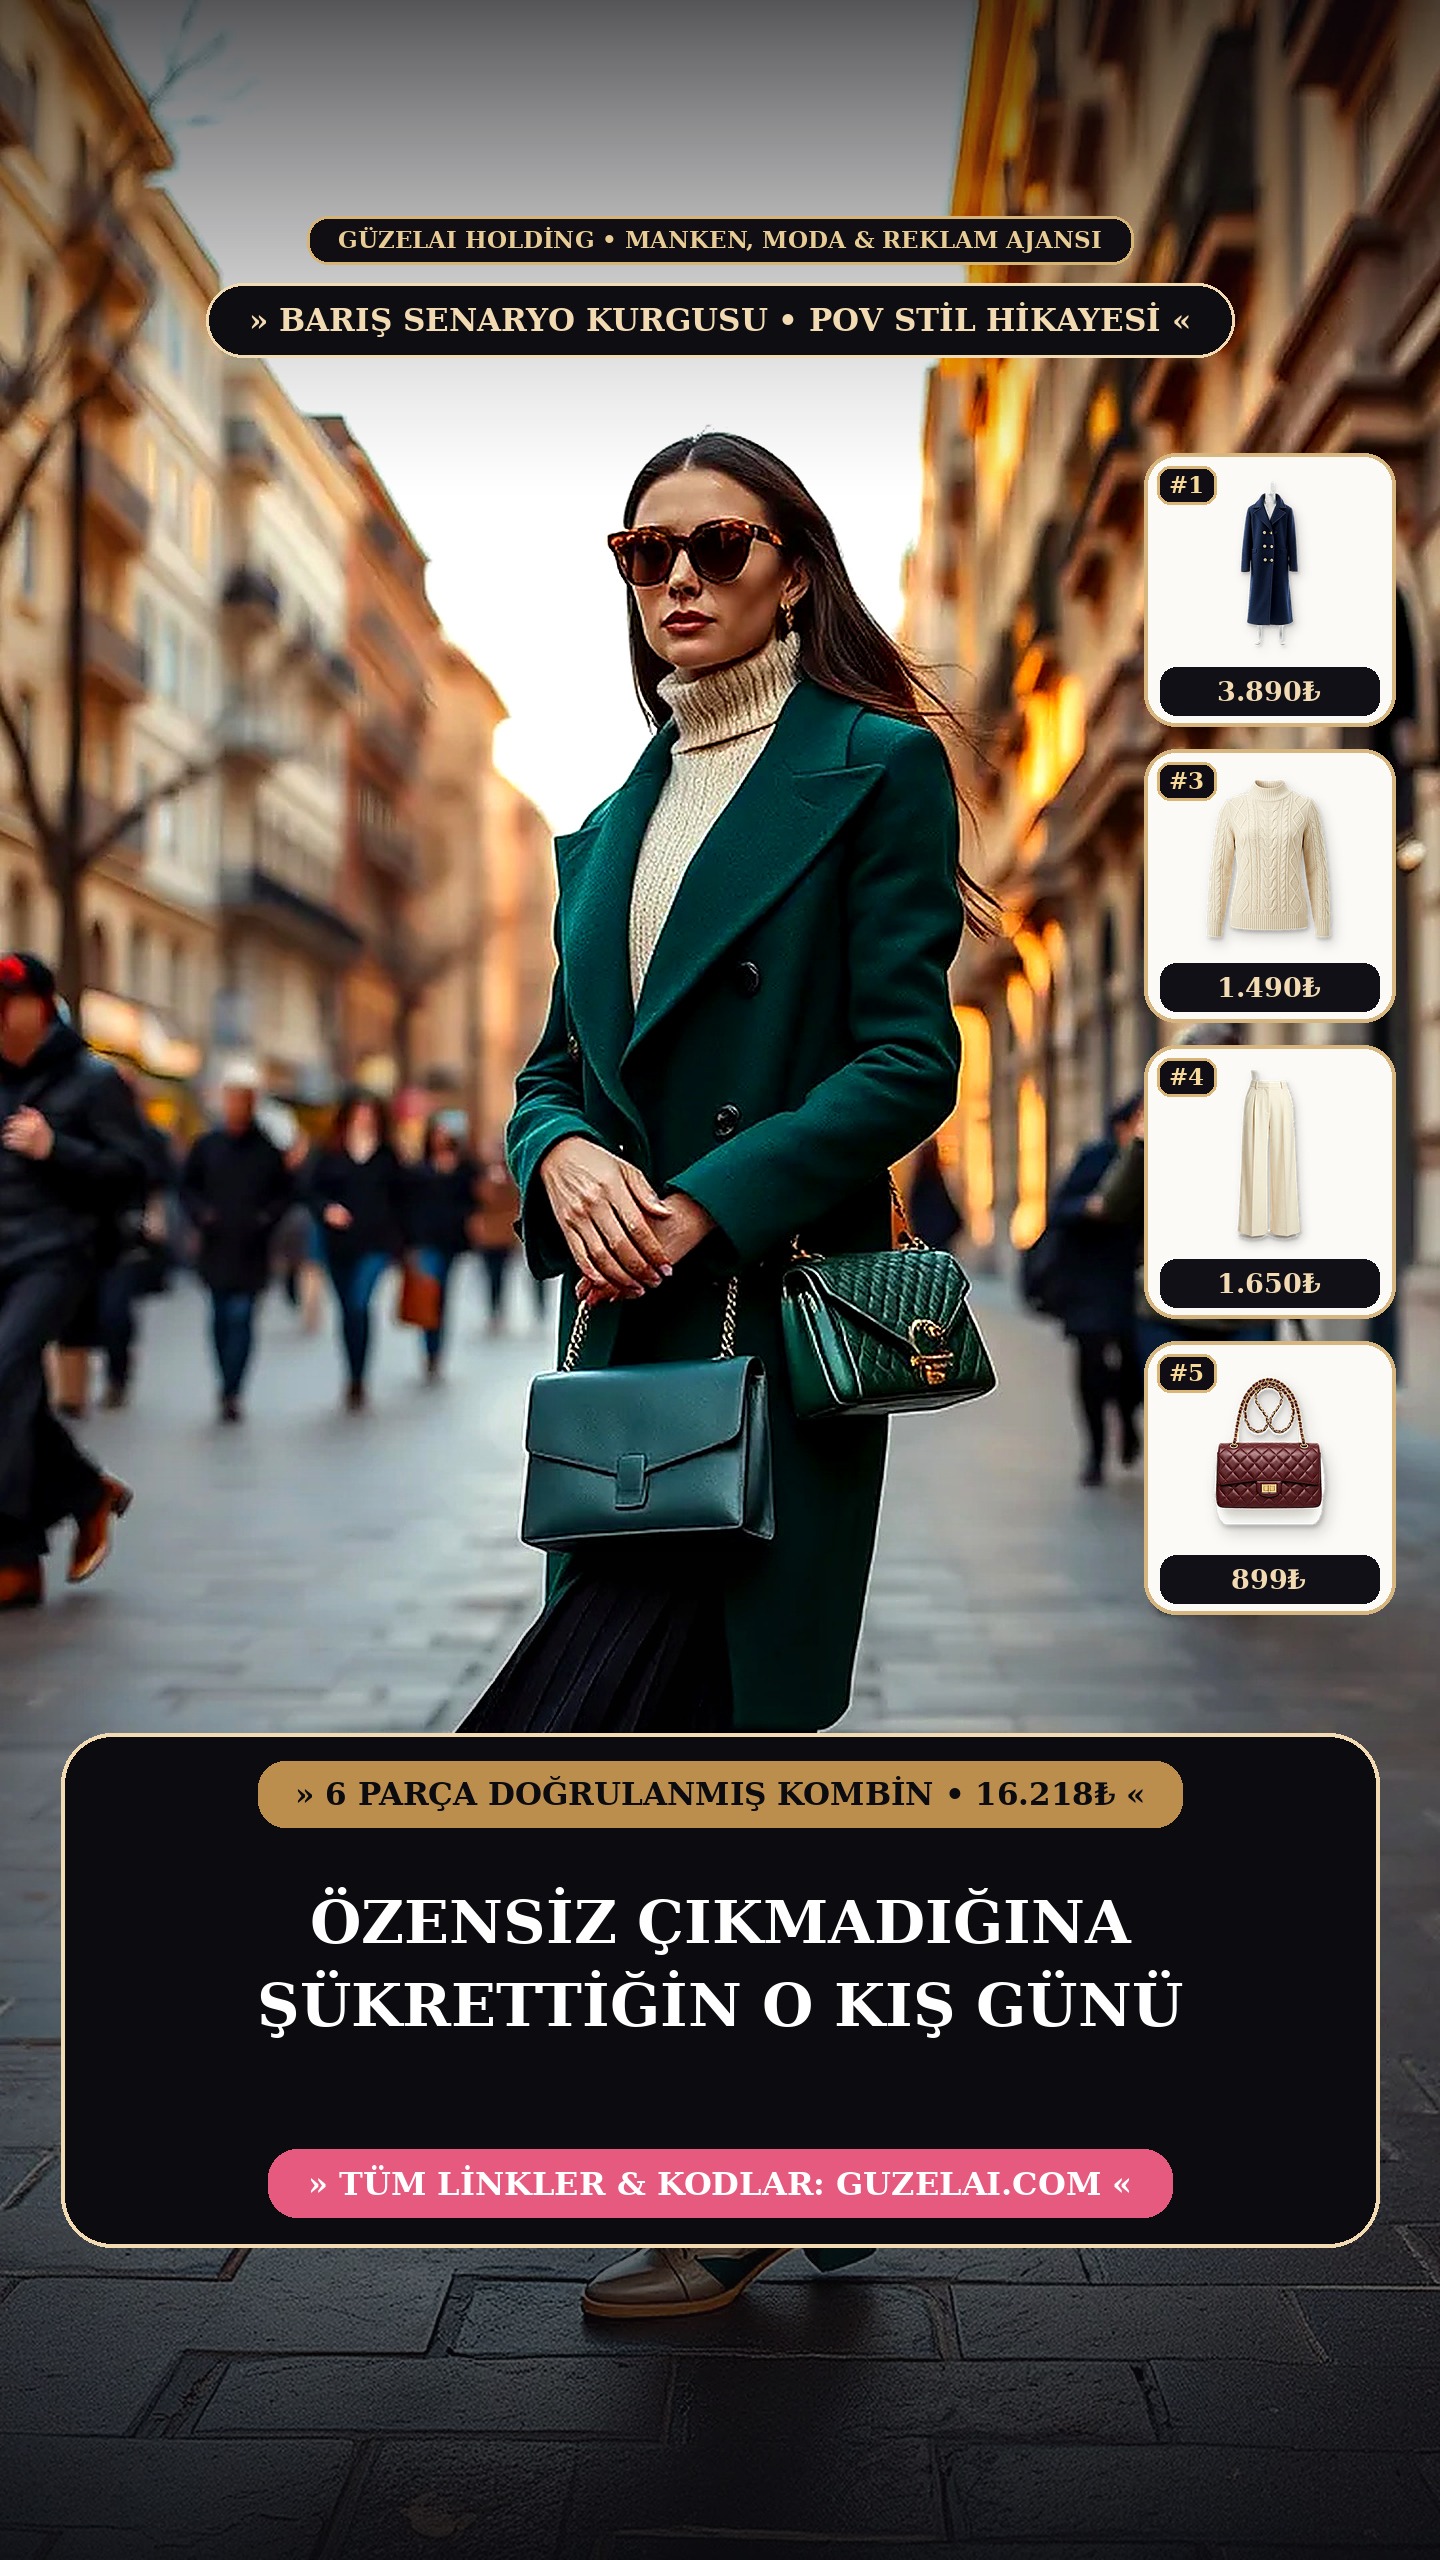 GÜZELAI HOLDİNG • MANKEN, MODA & REKLAM AJANSI
» BARIŞ SENARYO KURGUSU • POV STİL HİKAYESİ «
#1
3.890₺
#3
1.490₺
#4
1.650₺
#5
899₺
» 6 PARÇA DOĞRULANMIŞ KOMBİN • 16.218₺ «
ÖZENSİZ ÇIKMADIĞINA
ŞÜKRETTİĞİN O KIŞ GÜNÜ
» TÜM LİNKLER & KODLAR: GUZELAI.COM «